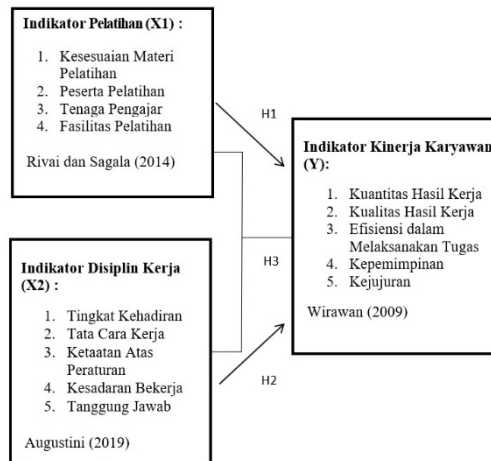 Indikator Pelatihan (X1) :
1. Kesesuaian Materi
Pelatihan
2. Peserta Pelatihan
3. Tenaga Pengajar
4. Fasilitas Pelatihan
Rivai dan Sagala (2014)
H1
Indikator Kinerja Karyawan
(Y):
1. Kuantitas Hasil Kerja
2. Kualitas Hasil Kerja
3. Efisiensi dalam
Melaksanakan Tugas
4. Kepemimpinan
5. Kejujuran
Wirawan (2009)
H3
Indikator Disiplin Kerja
(X2) :
1. Tingkat Kehadiran
2. Tata Cara Kerja
3. Ketaatan Atas
Peraturan
4. Kesadaran Bekerja
5. Tanggung Jawab
Augustini (2019)
H2